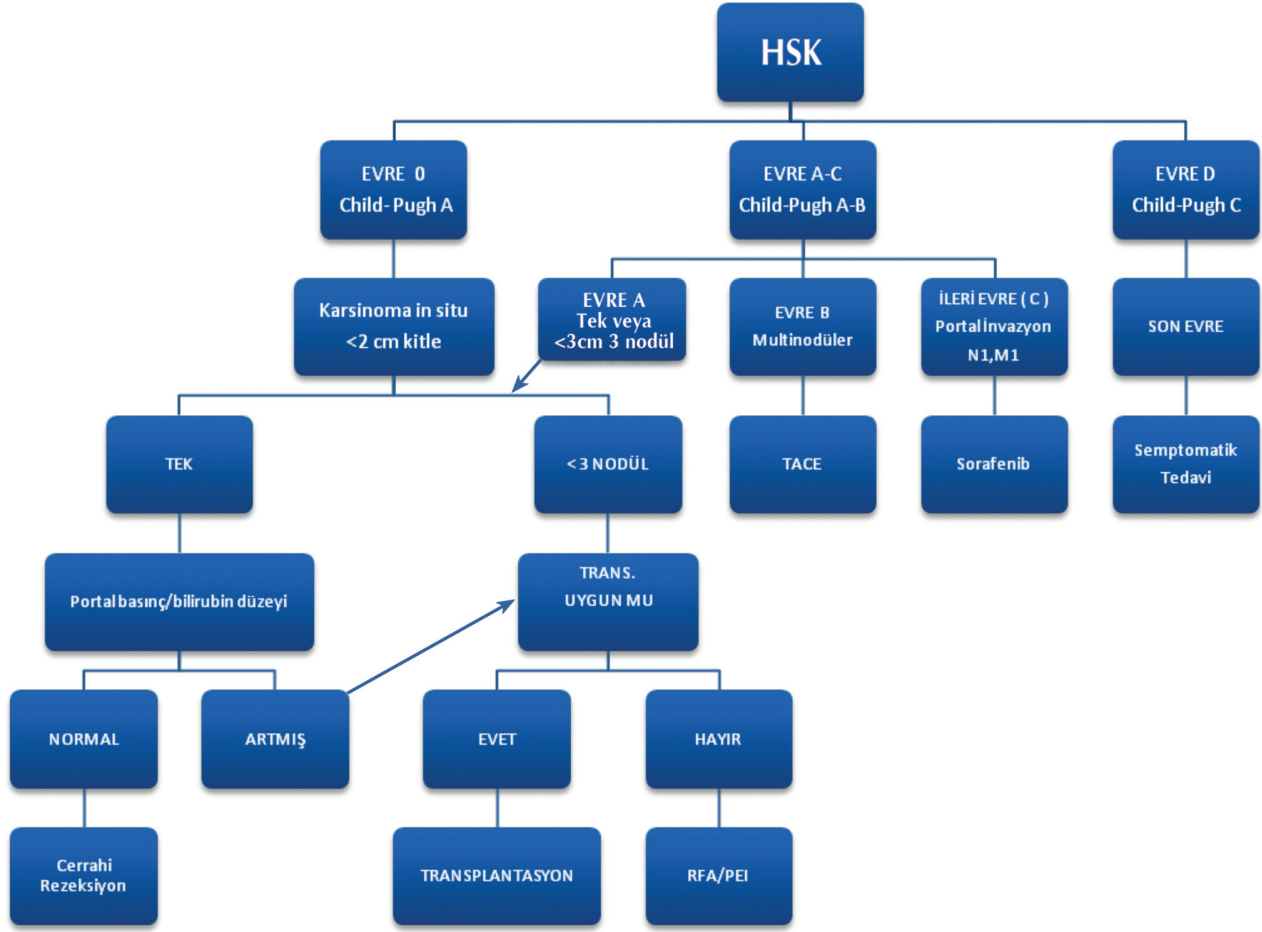 HSK
EVRE 0
Child- Pugh A
EVRE A-C
Child-Pugh A-B
EVRE D
Child-Pugh C
Karsinoma in situ
<2 cm kitle
EVRE A
Tek veya
<3cm 3 nodül
EVRE B
Multinodüler
İLERİ EVRE ( C )
Portal İnvazyon
N1,M1
SON EVRE
TEK
< 3 NODÜL
TACE
Sorafenib
Semptomatik
Tedavi
Portal basınç/bilirubin düzeyi
TRANS.
UYGUN MU
NORMAL
ARTMIŞ
EVET
HAYIR
Cerrahi
Rezeksiyon
TRANSPLANTASYON
RFA/PEI